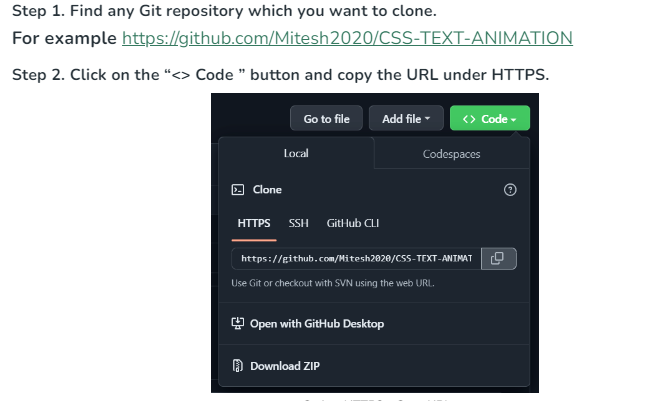 Step 1. Find any Git repository which you want to clone.
For example https://github.com/Mitesh2020/CSS-TEXT-ANIMATION
Step 2. Click on the “<> Code ” button and copy the URL under HTTPS.
Go to file Add file <> Code
Local Codespaces
Clone
HTTPS SSH GitHub CLI
https://github.com/Mitesh2020/CSS-TEXT-ANIMAT
Use Git or checkout with SVN using the web URL.
Open with GitHub Desktop
Download ZIP